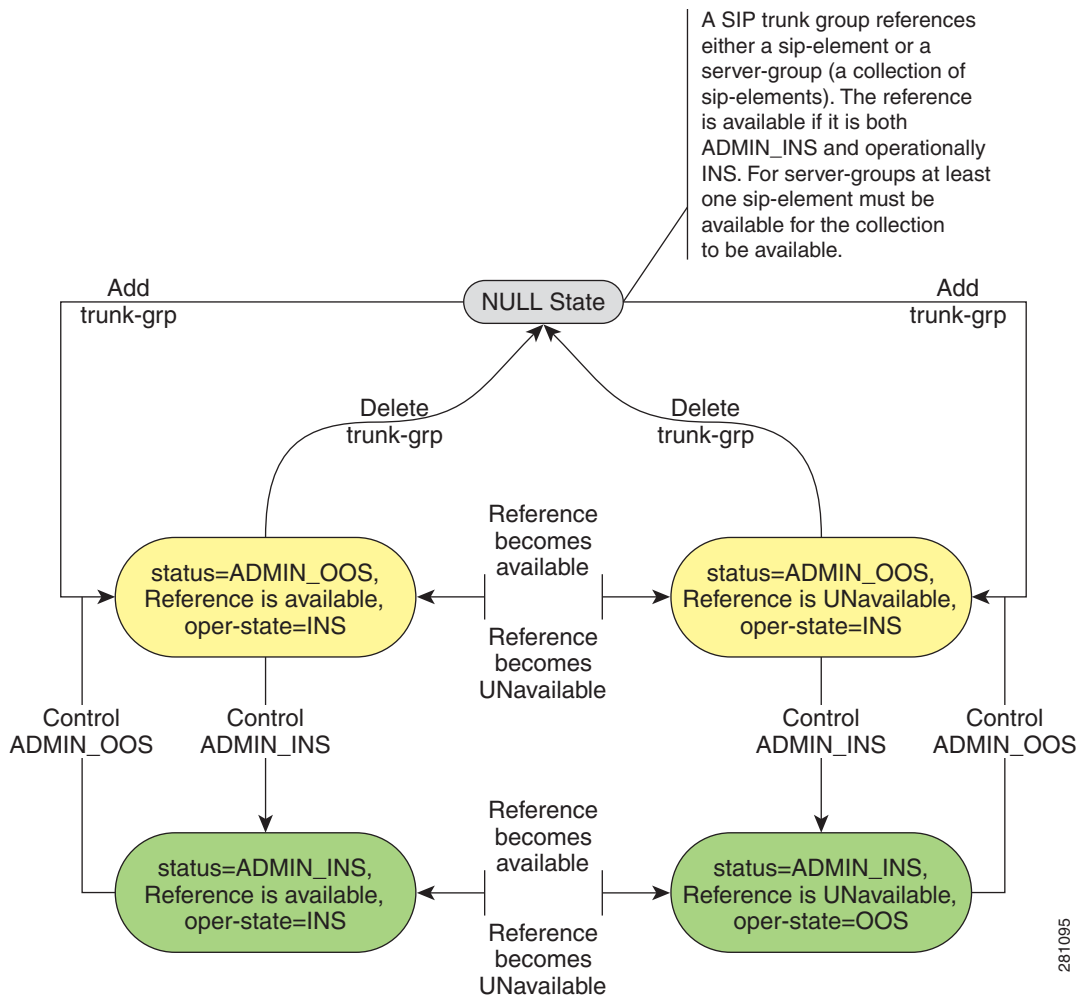 A SIP trunk group references
either a sip-element or a
server-group (a collection of
sip-elements). The reference
is available if it is both
ADMIN_INS and operationally
INS. For server-groups at least
one sip-element must be
available for the collection
to be available.
Add
trunk-grp
NULL State
Add
trunk-grp
Delete
trunk-grp
Delete
trunk-grp
Reference
becomes
available
status=ADMIN_OOS,
Reference is available,
oper-state=INS
status=ADMIN_OOS,
Reference is UNavailable,
oper-state=INS
Reference
becomes
UNavailable
Control
ADMIN_OOS
Control
ADMIN_INS
Control
ADMIN_INS
Control
ADMIN_OOS
Reference
becomes
available
status=ADMIN_INS,
Reference is available,
oper-state=INS
status=ADMIN_INS,
Reference is UNavailable,
oper-state=OOS
Reference
becomes
UNavailable
281095